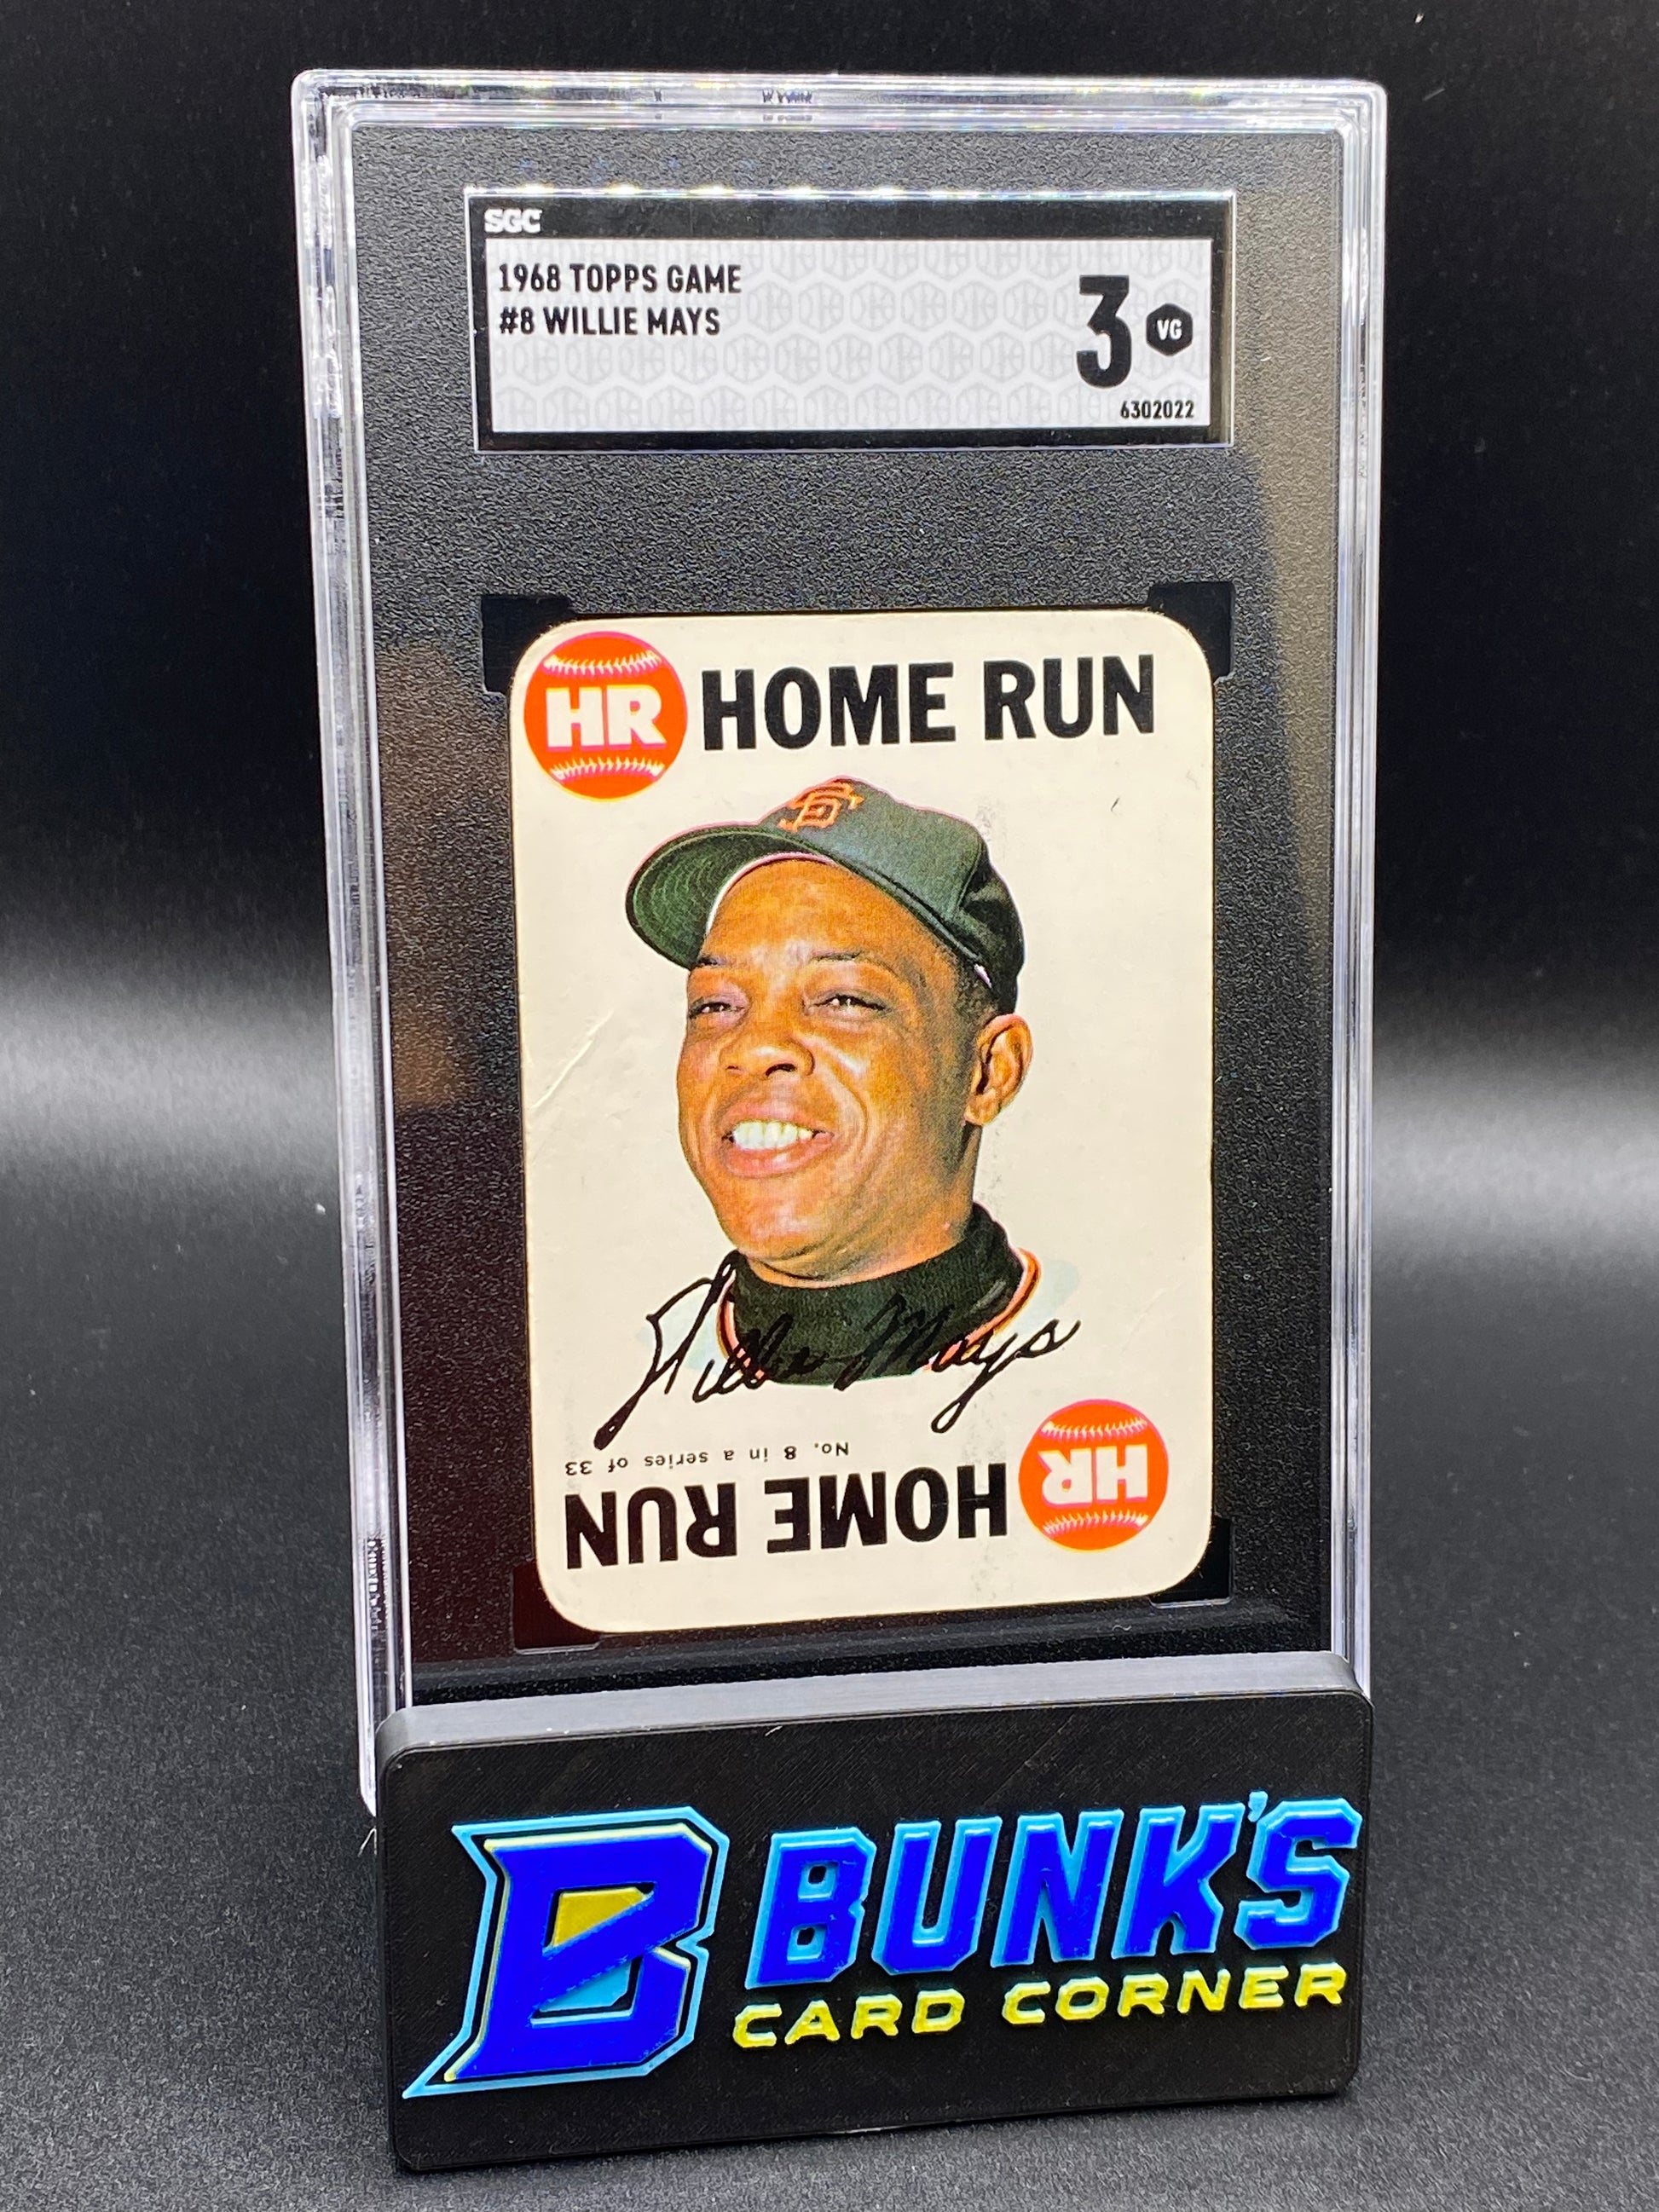 SGC
1968 TOPPS GAME
#8 WILLIE MAYS
3 VG
6302022
HR HOME RUN
SF
Willie Mays
No. 8 in a series of 33
HOME RUN HR
B BUNK'S
CARD CORNER